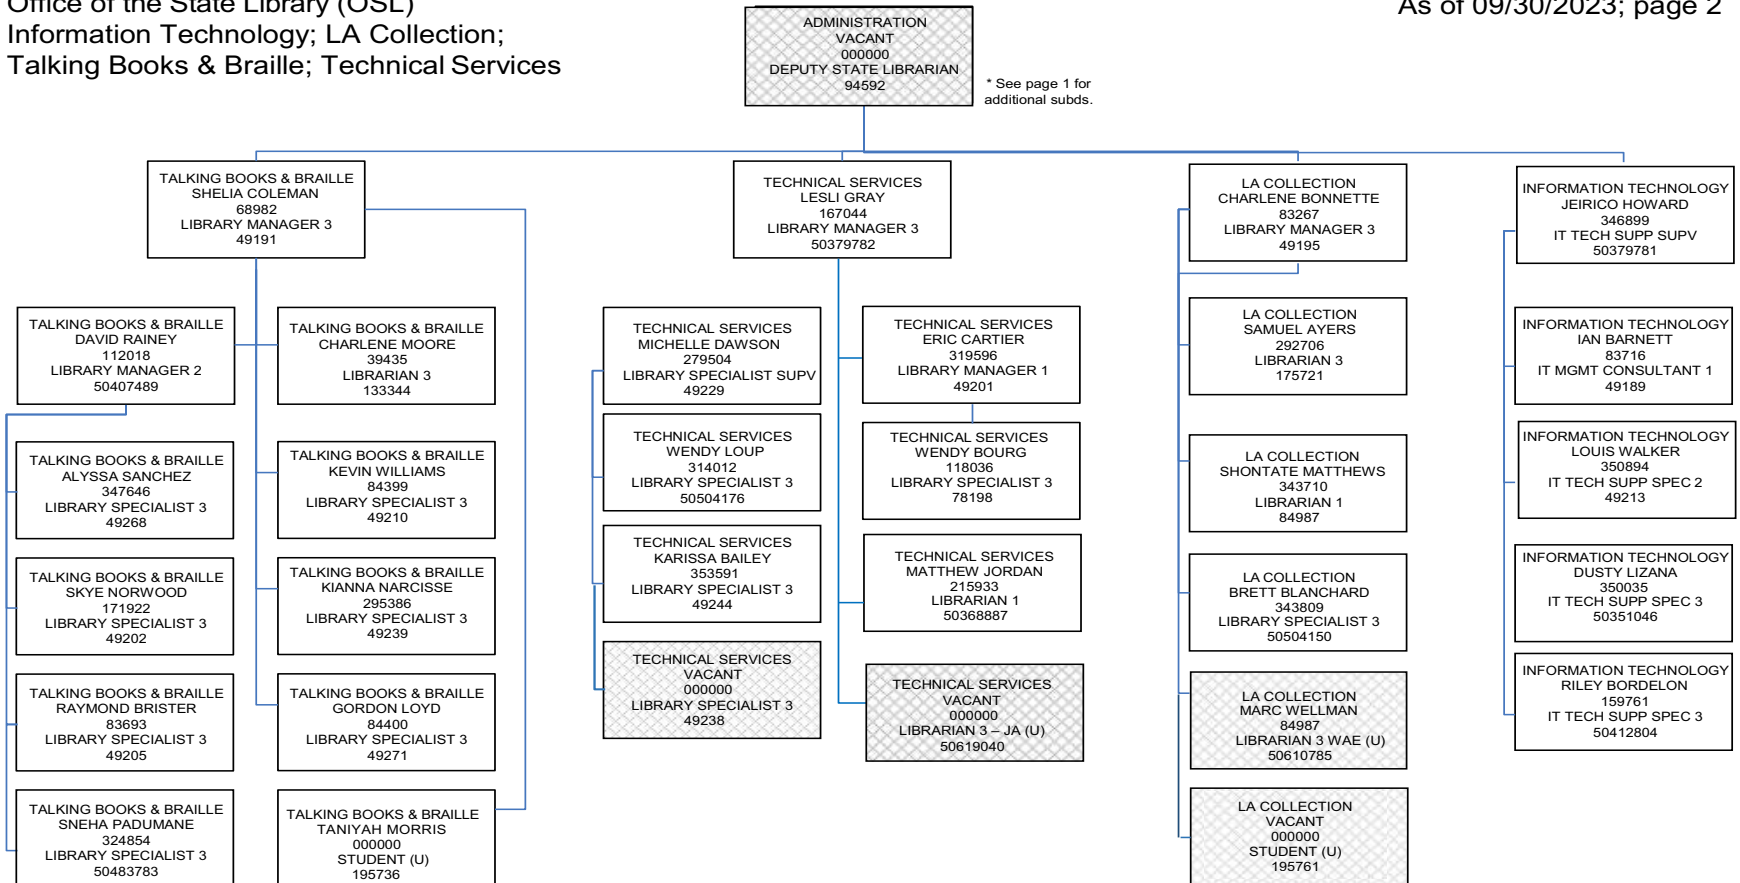 Office of the State Library (OSL)
Information Technology; LA Collection;
Talking Books & Braille; Technical Services
As of 09/30/2023; page 2
ADMINISTRATION
VACANT
000000
DEPUTY STATE LIBRARIAN
94592
* See page 1 for
additional subds.
TALKING BOOKS & BRAILLE
SHELIA COLEMAN
68982
LIBRARY MANAGER 3
49191
TECHNICAL SERVICES
LESLI GRAY
167044
LIBRARY MANAGER 3
50379782
LA COLLECTION
CHARLENE BONNETTE
83267
LIBRARY MANAGER 3
49195
INFORMATION TECHNOLOGY
JEIRICO HOWARD
346899
IT TECH SUPP SUPV
50379781
TALKING BOOKS & BRAILLE
DAVID RAINEY
112018
LIBRARY MANAGER 2
50407489
TALKING BOOKS & BRAILLE
CHARLENE MOORE
39435
LIBRARIAN 3
133344
TECHNICAL SERVICES
MICHELLE DAWSON
279504
LIBRARY SPECIALIST SUPV
49229
TECHNICAL SERVICES
ERIC CARTIER
319596
LIBRARY MANAGER 1
49201
LA COLLECTION
SAMUEL AYERS
292706
LIBRARIAN 3
175721
INFORMATION TECHNOLOGY
IAN BARNETT
83716
IT MGMT CONSULTANT 1
49189
TALKING BOOKS & BRAILLE
ALYSSA SANCHEZ
347646
LIBRARY SPECIALIST 3
49268
TALKING BOOKS & BRAILLE
KEVIN WILLIAMS
84399
LIBRARY SPECIALIST 3
49210
TECHNICAL SERVICES
WENDY LOUP
314012
LIBRARY SPECIALIST 3
50504176
TECHNICAL SERVICES
WENDY BOURG
118036
LIBRARY SPECIALIST 3
78198
LA COLLECTION
SHONTATE MATTHEWS
343710
LIBRARIAN 1
84987
INFORMATION TECHNOLOGY
LOUIS WALKER
350894
IT TECH SUPP SPEC 2
49213
TALKING BOOKS & BRAILLE
SKYE NORWOOD
171922
LIBRARY SPECIALIST 3
49202
TALKING BOOKS & BRAILLE
KIANNA NARCISSE
295386
LIBRARY SPECIALIST 3
49239
TECHNICAL SERVICES
KARISSA BAILEY
353591
LIBRARY SPECIALIST 3
49244
TECHNICAL SERVICES
MATTHEW JORDAN
215933
LIBRARIAN 1
50368887
LA COLLECTION
BRETT BLANCHARD
343809
LIBRARY SPECIALIST 3
50504150
INFORMATION TECHNOLOGY
DUSTY LIZANA
350035
IT TECH SUPP SPEC 3
50351046
TALKING BOOKS & BRAILLE
RAYMOND BRISTER
83693
LIBRARY SPECIALIST 3
49205
TALKING BOOKS & BRAILLE
GORDON LOYD
84400
LIBRARY SPECIALIST 3
49271
TECHNICAL SERVICES
VACANT
000000
LIBRARY SPECIALIST 3
49238
TECHNICAL SERVICES
VACANT
000000
LIBRARIAN 3 – JA (U)
50619040
LA COLLECTION
MARC WELLMAN
84987
LIBRARIAN 3 WAE (U)
50610785
INFORMATION TECHNOLOGY
RILEY BORDELON
159761
IT TECH SUPP SPEC 3
50412804
TALKING BOOKS & BRAILLE
SNEHA PADUMANE
324854
LIBRARY SPECIALIST 3
50483783
TALKING BOOKS & BRAILLE
TANIYAH MORRIS
000000
STUDENT (U)
195736
LA COLLECTION
VACANT
000000
STUDENT (U)
195761